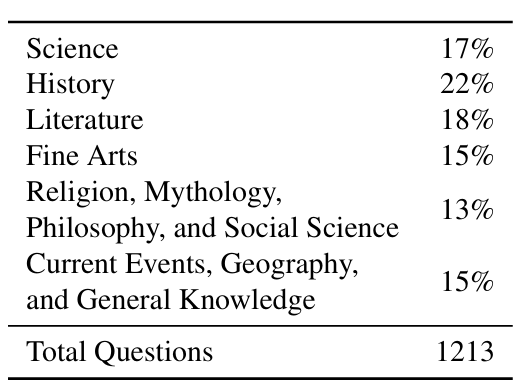 Science 17%
History 22%
Literature 18%
Fine Arts 15%
Religion, Mythology,
Philosophy, and Social Science 13%
Current Events, Geography,
and General Knowledge 15%
Total Questions 1213